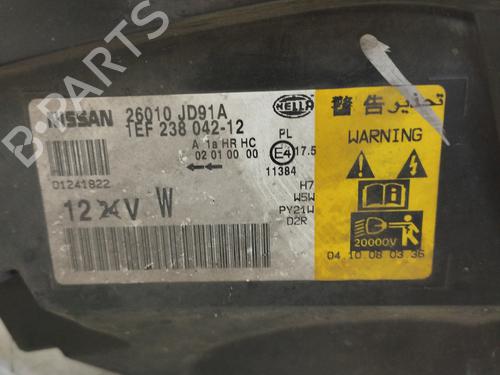 B-PARTS
NISSAN 26010 JD91A
1EF 238 042-12
HELLA
A 1a HR HC
02 01 00 00
PL
E4 17.5
11384
01241822
12 24 V W
H7
W5W
PY21W
D2R
警告 تحذير
WARNING
20000V
04.10.08 03:36